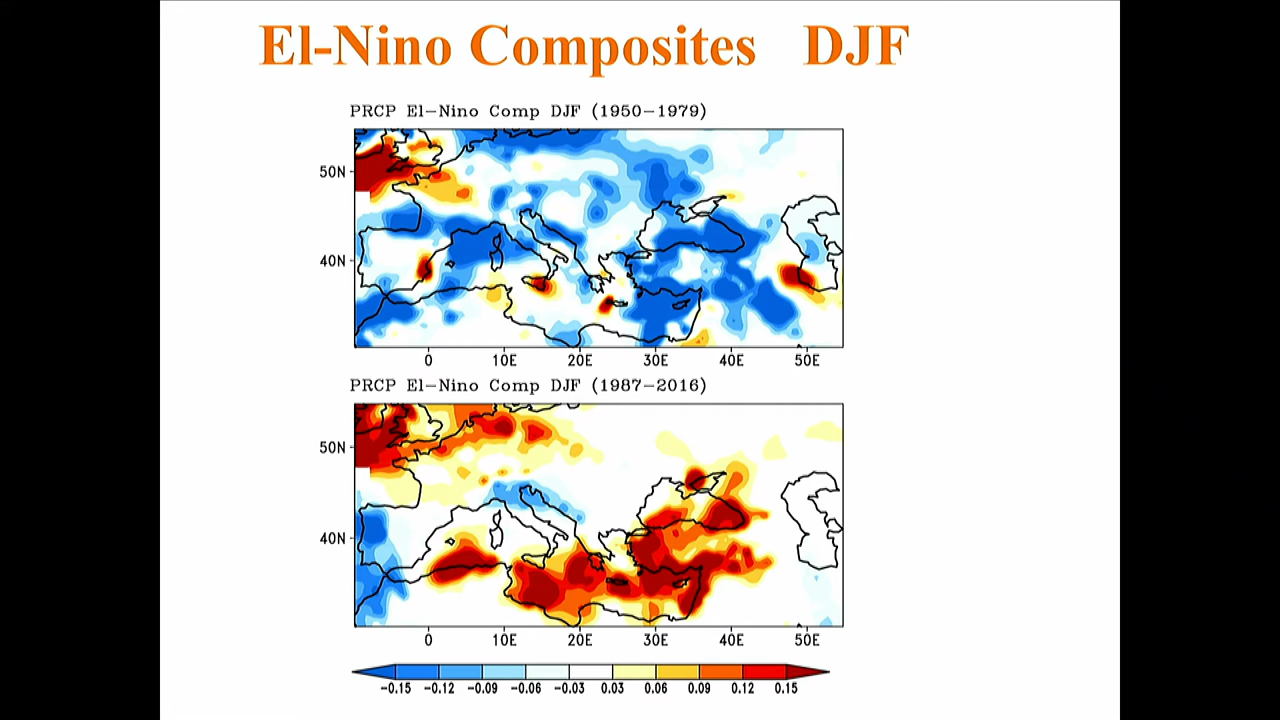 El-Nino Composites DJF
PRCP El-Nino Comp DJF (1950-1979)
50N
40N
0 10E 20E 30E 40E 50E
PRCP El-Nino Comp DJF (1987-2016)
50N
40N
0 10E 20E 30E 40E 50E
-0.15 -0.12 -0.09 -0.06 -0.03 0.03 0.06 0.09 0.12 0.15